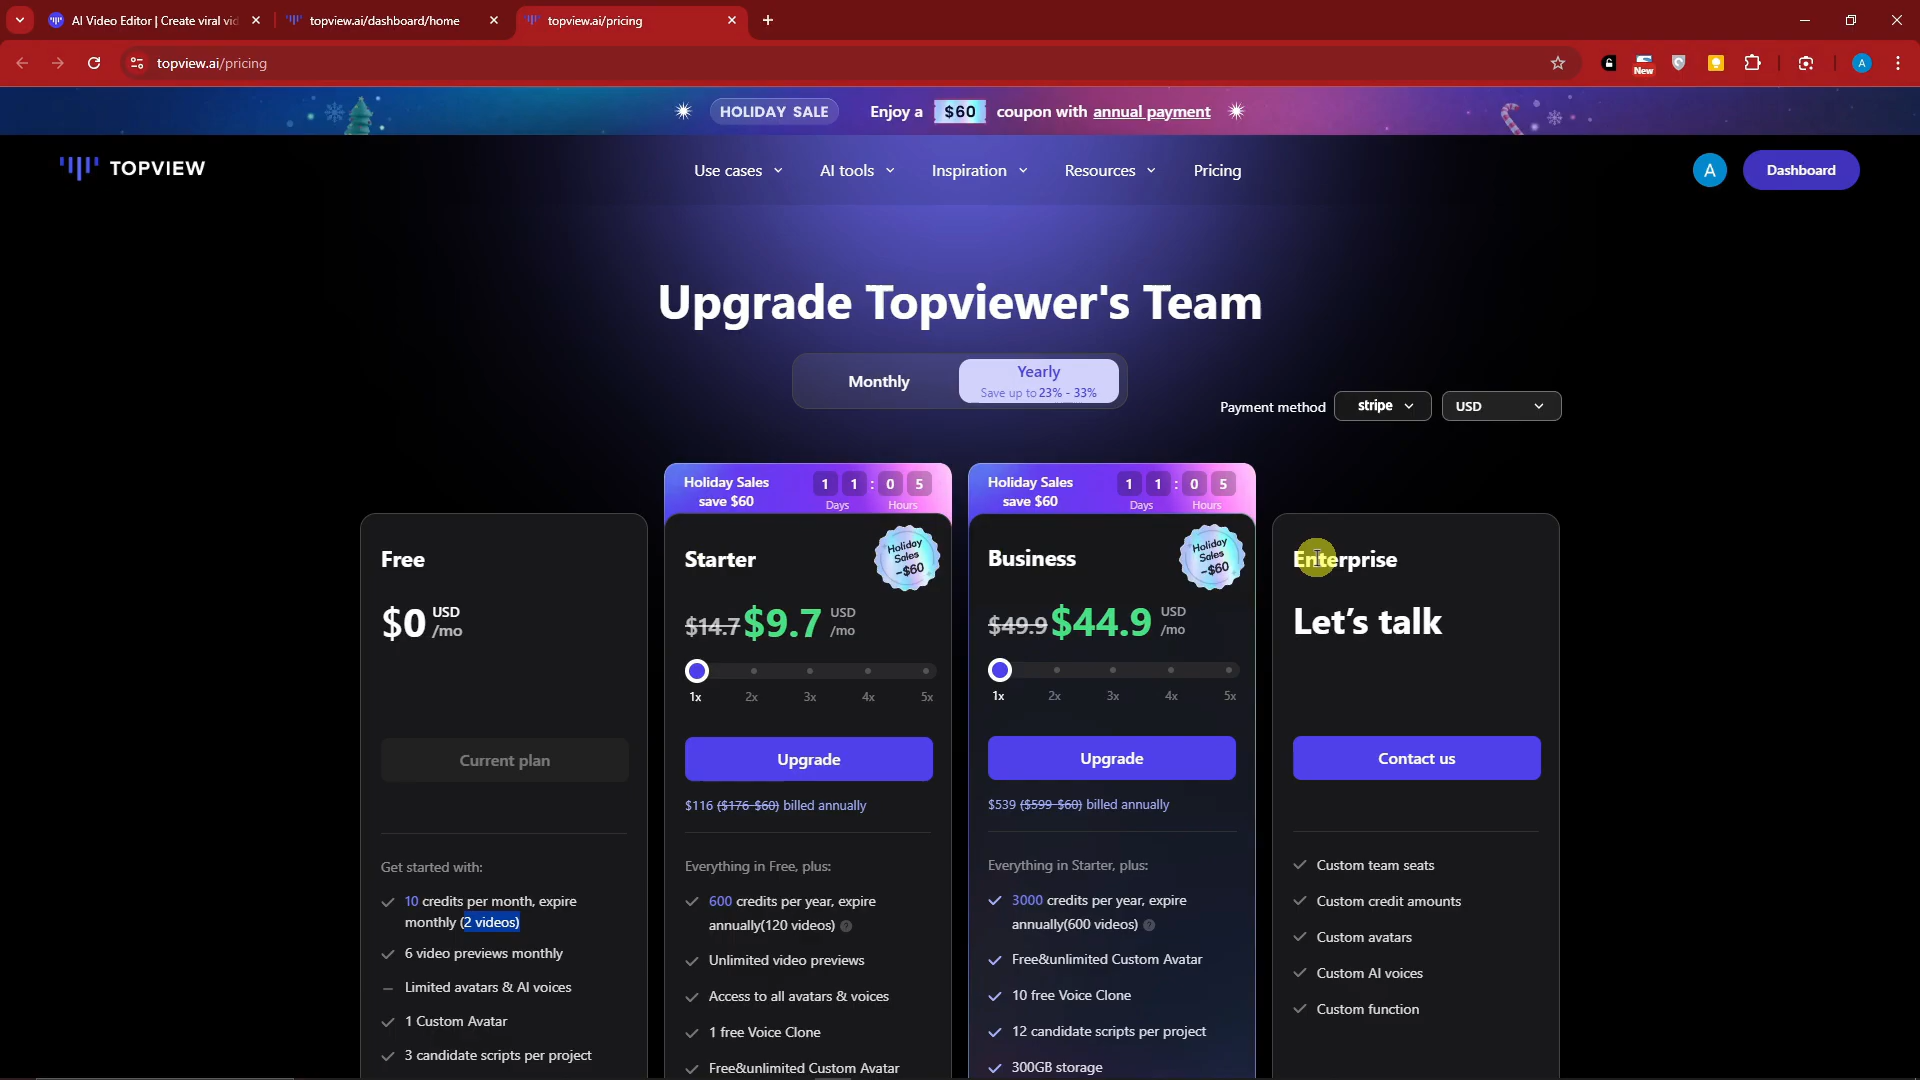 AI Video Editor | Create viral vi
topview.ai/dashboard/home
topview.ai/pricing
topview.ai/pricing
New
A
HOLIDAY SALE
Enjoy a $60 coupon with annual payment
TOPVIEW
Use cases
AI tools
Inspiration
Resources
Pricing
A
Dashboard
Upgrade Topviewer's Team
Monthly
Yearly
Save up to 23% - 33%
Payment method
stripe
USD
Free
$0 USD /mo
Current plan
Get started with:
10 credits per month, expire
monthly (2 videos)
6 video previews monthly
Limited avatars & AI voices
1 Custom Avatar
3 candidate scripts per project
Holiday Sales
save $60
1 1 : 0 5
Days Hours
Starter
Holiday
Sales
-$60
$14.7 $9.7 USD /mo
1x 2x 3x 4x 5x
Upgrade
$116 ($176-$60) billed annually
Everything in Free, plus:
600 credits per year, expire
annually(120 videos) ?
Unlimited video previews
Access to all avatars & voices
1 free Voice Clone
Free&unlimited Custom Avatar
Holiday Sales
save $60
1 1 : 0 5
Days Hours
Business
Holiday
Sales
-$60
$49.9 $44.9 USD /mo
1x 2x 3x 4x 5x
Upgrade
$539 ($599-$60) billed annually
Everything in Starter, plus:
3000 credits per year, expire
annually(600 videos) ?
Free&unlimited Custom Avatar
10 free Voice Clone
12 candidate scripts per project
300GB storage
Enterprise
Let's talk
Contact us
Custom team seats
Custom credit amounts
Custom avatars
Custom AI voices
Custom function